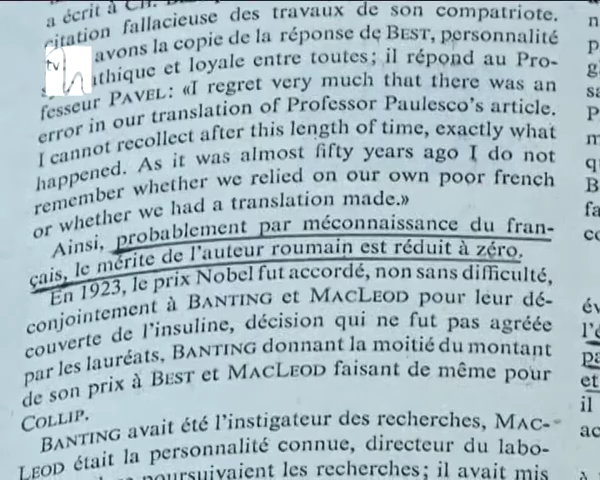 a écrit à CH.
citation fallacieuse des travaux de son compatriote.
avons la copie de la réponse de BEST, personnalité
thique et loyale entre toutes; il répond au Pro-
fesseur PAVEL: «I regret very much that there was an
error in our translation of Professor Paulesco's article.
I cannot recollect after this length of time, exactly what
happened. As it was almost fifty years ago I do not
remember whether we relied on our own poor french
or whether we had a translation made.»
Ainsi, probablement par méconnaissance du fran-
çais, le mérite de l'auteur roumain est réduit à zéro.
En 1923, le prix Nobel fut accordé, non sans difficulté,
conjointement à BANTING et MACLEOD pour leur dé-
couverte de l'insuline, décision qui ne fut pas agréée
par les lauréats, BANTING donnant la moitié du montant
de son prix à BEST et MACLEOD faisant de même pour
COLLIP.
BANTING avait été l'instigateur des recherches, MAC-
LEOD était la personnalité connue, directeur du labo-
poursuivaient les recherches; il avait mis
tvh